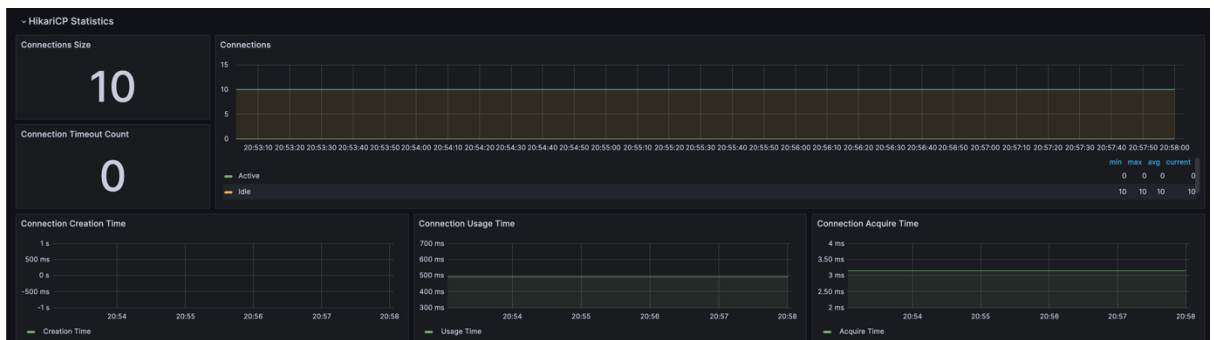 HikariCP Statistics
Connections Size
10
Connection Timeout Count
0
Connections
15
10
5
0
20:53:10 20:53:20 20:53:30 20:53:40 20:53:50 20:54:00 20:54:10 20:54:20 20:54:30 20:54:40 20:54:50 20:55:00 20:55:10 20:55:20 20:55:30 20:55:40 20:55:50 20:56:00 20:56:10 20:56:20 20:56:30 20:56:40 20:56:50 20:57:00 20:57:10 20:57:20 20:57:30 20:57:40 20:57:50 20:58:00
min max avg current
Active 0 0 0 0
Idle 10 10 10 10
Connection Creation Time
1 s
500 ms
0 s
-500 ms
-1 s
20:54 20:55 20:56 20:57 20:58
Creation Time
Connection Usage Time
700 ms
600 ms
500 ms
400 ms
300 ms
20:54 20:55 20:56 20:57 20:58
Usage Time
Connection Acquire Time
4 ms
3.50 ms
3 ms
2.50 ms
2 ms
20:54 20:55 20:56 20:57 20:58
Acquire Time